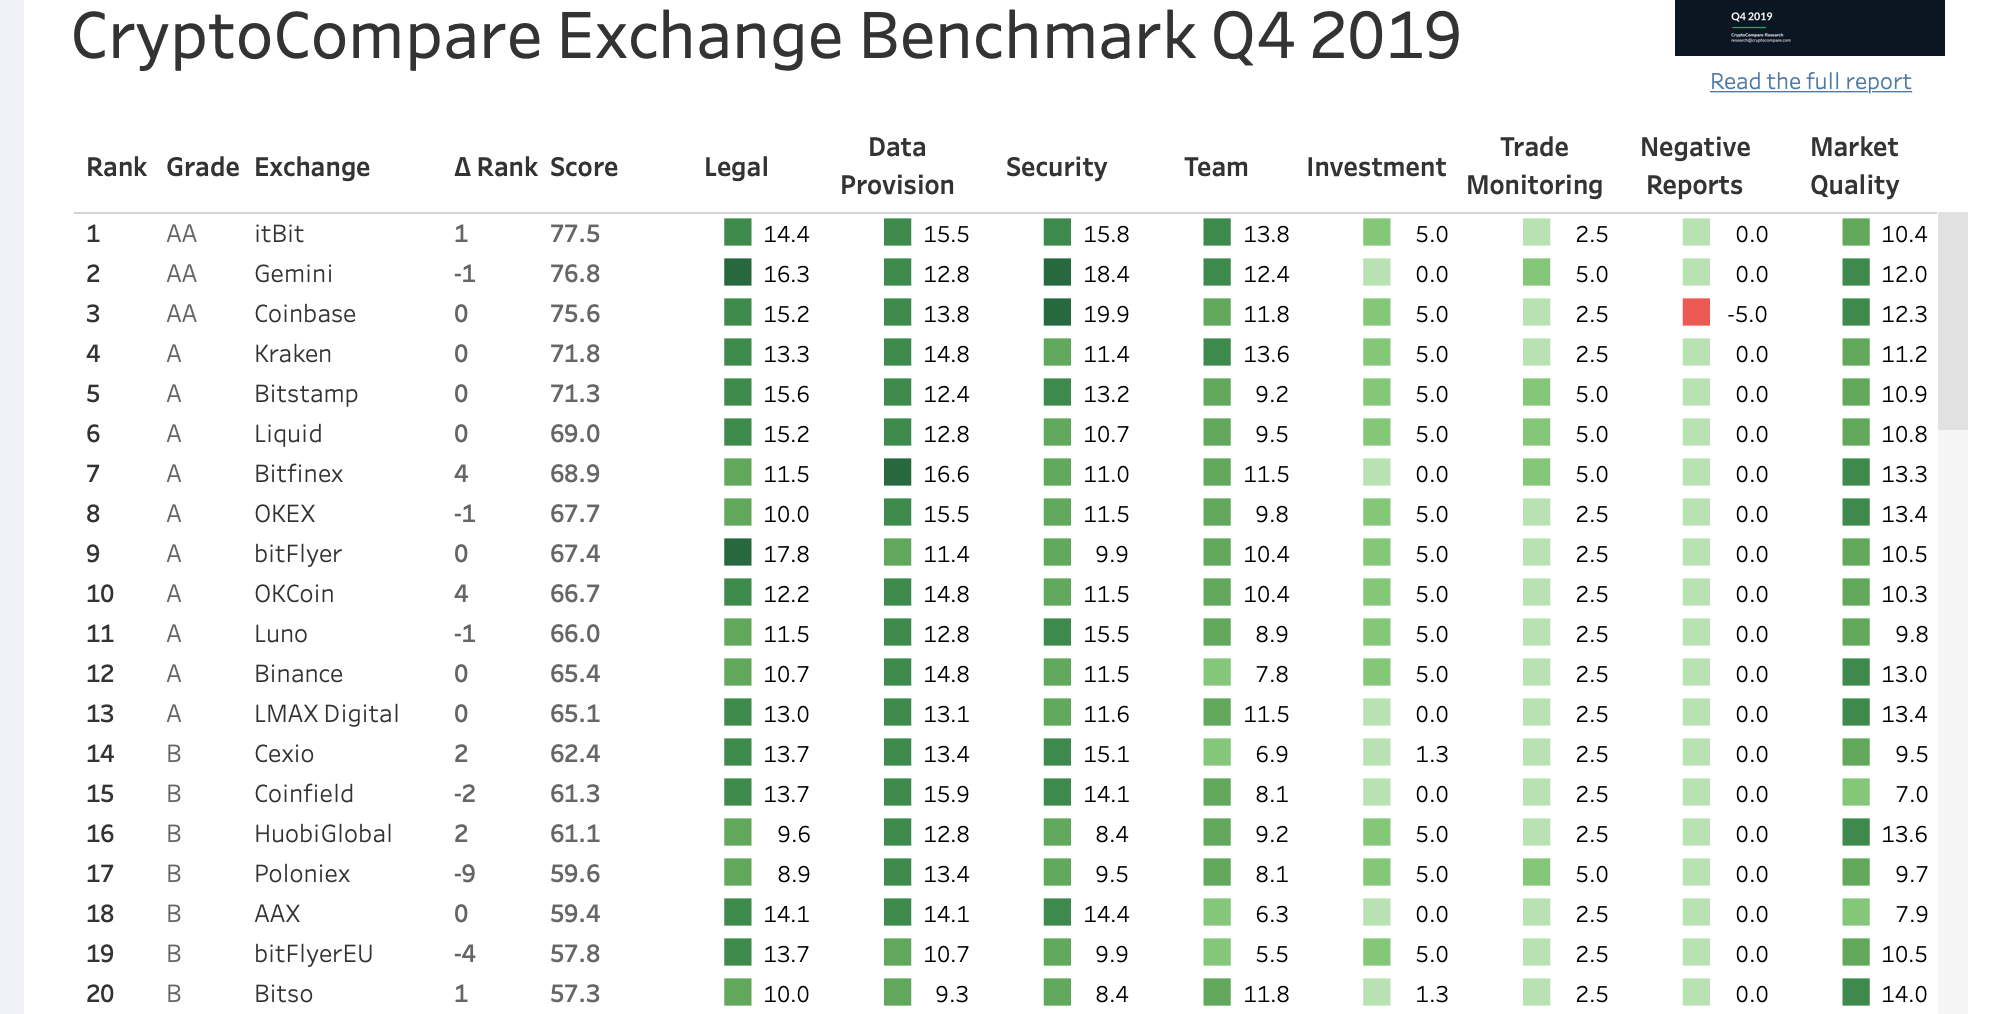 CryptoCompare Exchange Benchmark Q4 2019
Q4 2019
CryptoCompare Research
research@cryptocompare.com
Read the full report
Rank Grade Exchange Δ Rank Score Legal Data Provision Security Team Investment Trade Monitoring Negative Reports Market Quality
1 AA itBit 1 77.5 14.4 15.5 15.8 13.8 5.0 2.5 0.0 10.4
2 AA Gemini -1 76.8 16.3 12.8 18.4 12.4 0.0 5.0 0.0 12.0
3 AA Coinbase 0 75.6 15.2 13.8 19.9 11.8 5.0 2.5 -5.0 12.3
4 A Kraken 0 71.8 13.3 14.8 11.4 13.6 5.0 2.5 0.0 11.2
5 A Bitstamp 0 71.3 15.6 12.4 13.2 9.2 5.0 5.0 0.0 10.9
6 A Liquid 0 69.0 15.2 12.8 10.7 9.5 5.0 5.0 0.0 10.8
7 A Bitfinex 4 68.9 11.5 16.6 11.0 11.5 0.0 5.0 0.0 13.3
8 A OKEX -1 67.7 10.0 15.5 11.5 9.8 5.0 2.5 0.0 13.4
9 A bitFlyer 0 67.4 17.8 11.4 9.9 10.4 5.0 2.5 0.0 10.5
10 A OKCoin 4 66.7 12.2 14.8 11.5 10.4 5.0 2.5 0.0 10.3
11 A Luno -1 66.0 11.5 12.8 15.5 8.9 5.0 2.5 0.0 9.8
12 A Binance 0 65.4 10.7 14.8 11.5 7.8 5.0 2.5 0.0 13.0
13 A LMAX Digital 0 65.1 13.0 13.1 11.6 11.5 0.0 2.5 0.0 13.4
14 B Cexio 2 62.4 13.7 13.4 15.1 6.9 1.3 2.5 0.0 9.5
15 B Coinfield -2 61.3 13.7 15.9 14.1 8.1 0.0 2.5 0.0 7.0
16 B HuobiGlobal 2 61.1 9.6 12.8 8.4 9.2 5.0 2.5 0.0 13.6
17 B Poloniex -9 59.6 8.9 13.4 9.5 8.1 5.0 5.0 0.0 9.7
18 B AAX 0 59.4 14.1 14.1 14.4 6.3 0.0 2.5 0.0 7.9
19 B bitFlyerEU -4 57.8 13.7 10.7 9.9 5.5 5.0 2.5 0.0 10.5
20 B Bitso 1 57.3 10.0 9.3 8.4 11.8 1.3 2.5 0.0 14.0